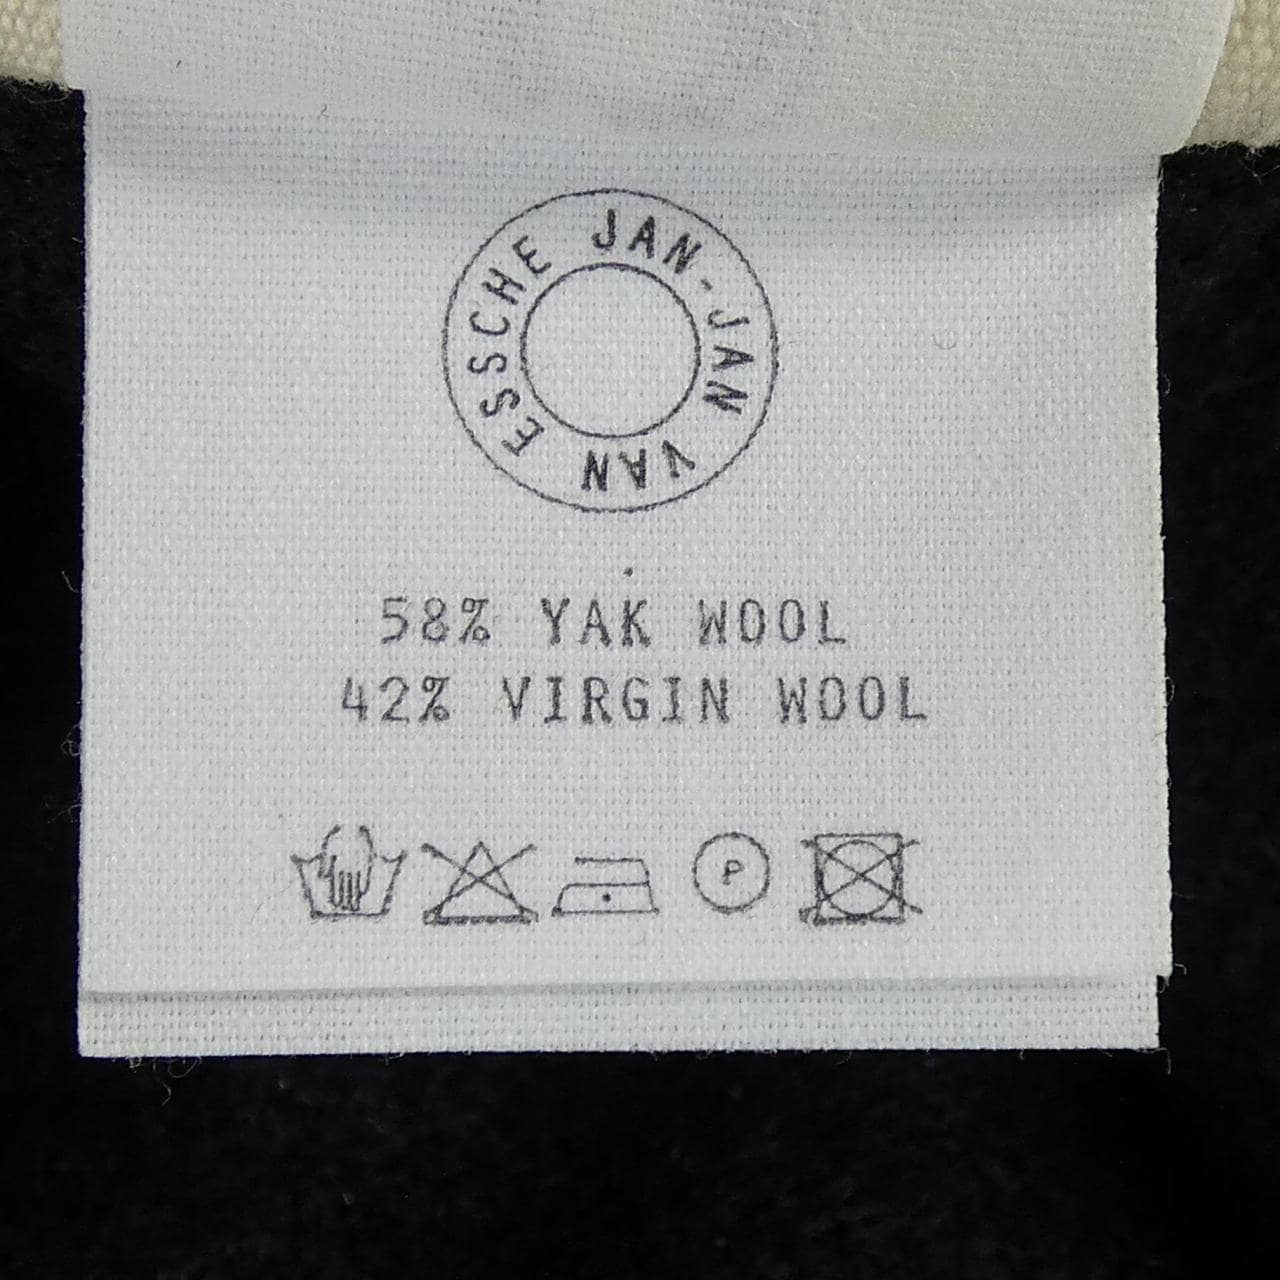 JAN-JAN VAN ESSCHE
58% YAK WOOL
42% VIRGIN WOOL
P